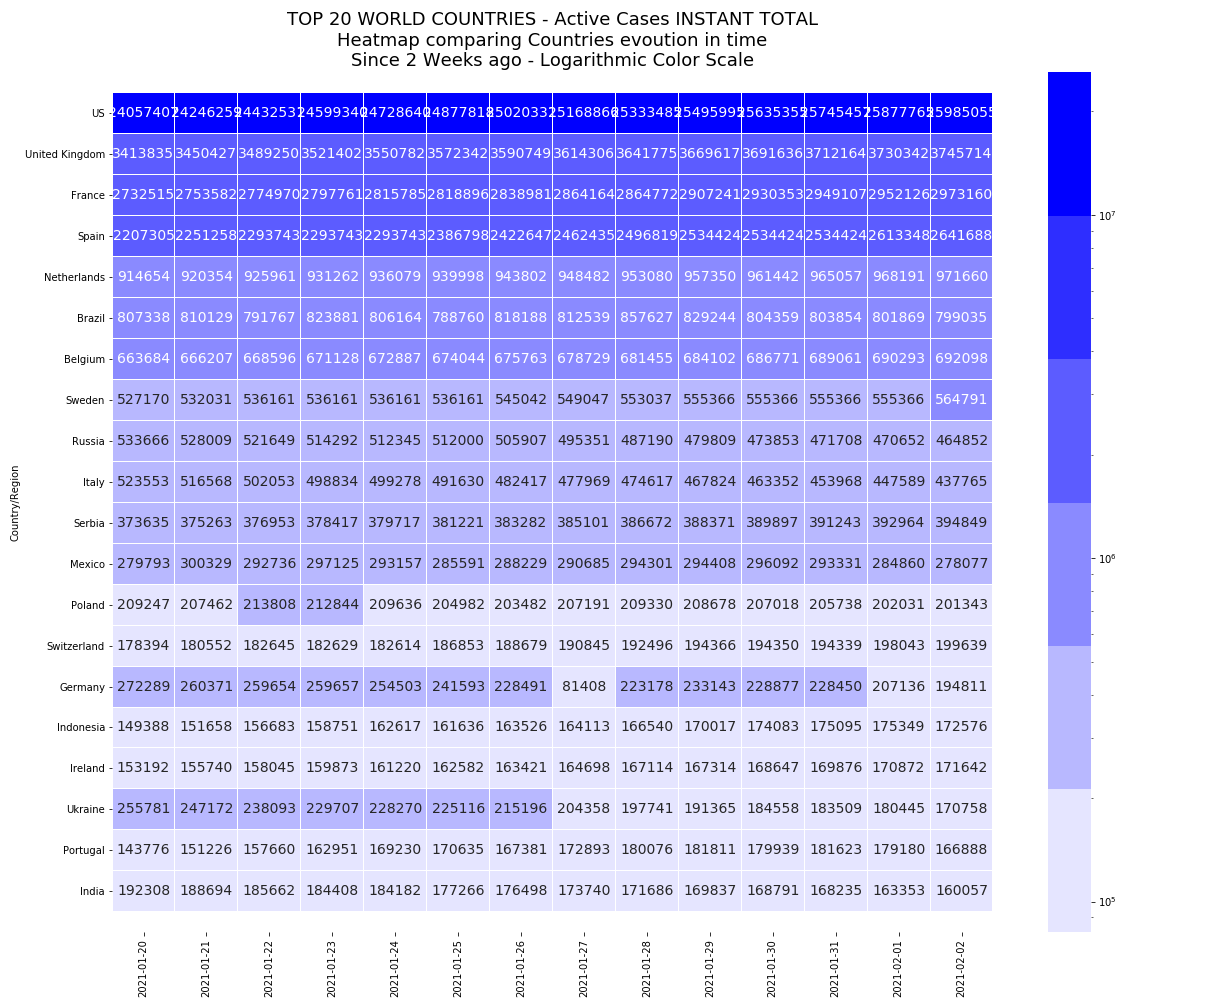 TOP 20 WORLD COUNTRIES - Active Cases INSTANT TOTAL
Heatmap comparing Countries evoution in time
Since 2 Weeks ago - Logarithmic Color Scale
US 24246259 24599340 24728640 24877818 25168866 25333485 25495995 25635355 25877765 25985055
United Kingdom 3413835 3450427 3489250 3521402 3550782 3572342 3590749 3614306 3641775 3669617 3691636 3712164 3730342 3745714
France 2732515 2753582 2774970 2797761 2815785 2818896 2838981 2864164 2864772 2907241 2930353 2949107 2952126 2973160
Spain 2207305 2251258 2293743 2293743 2293743 2386798 2422647 2462435 2496819 2534424 2534424 2534424 2613348 2641688
Netherlands 914654 920354 925961 931262 936079 939998 943802 948482 953080 957350 961442 965057 968191 971660
Brazil 807338 810129 791767 823881 806164 788760 818188 812539 857627 829244 804359 803854 801869 799035
Belgium 663684 666207 668596 671128 672887 674044 675763 678729 681455 684102 686771 689061 690293 692098
Sweden 527170 532031 536161 536161 536161 536161 545042 549047 553037 555366 555366 555366 555366 564791
Russia 533666 528009 521649 514292 512345 512000 505907 495351 487190 479809 473853 471708 470652 464852
Italy 523553 516568 502053 498834 499278 491630 482417 477969 474617 467824 463352 453968 447589 437765
Serbia 373635 375263 376953 378417 379717 381221 383282 385101 386672 388371 389897 391243 392964 394849
Mexico 279793 300329 292736 297125 293157 285591 288229 290685 294301 294408 296092 293331 284860 278077
Poland 209247 207462 213808 212844 209636 204982 203482 207191 209330 208678 207018 205738 202031 201343
Switzerland 178394 180552 182645 182629 182614 186853 188679 190845 192496 194366 194350 194339 198043 199639
Germany 272289 260371 259654 259657 254503 241593 228491 81408 223178 233143 228877 228450 207136 194811
Indonesia 149388 151658 156683 158751 162617 161636 163526 164113 166540 170017 174083 175095 175349 172576
Ireland 153192 155740 158045 159873 161220 162582 163421 164698 167114 167314 168647 169876 170872 171642
Ukraine 255781 247172 238093 229707 228270 225116 215196 204358 197741 191365 184558 183509 180445 170758
Portugal 143776 151226 157660 162951 169230 170635 167381 172893 180076 181811 179939 181623 179180 166888
India 192308 188694 185662 184408 184182 177266 176498 173740 171686 169837 168791 168235 163353 160057
2021-01-20 2021-01-21 2021-01-22 2021-01-23 2021-01-24 2021-01-25 2021-01-26 2021-01-27 2021-01-28 2021-01-29 2021-01-30 2021-01-31 2021-02-01 2021-02-02
Country/Region
10⁷
10⁶
10⁵